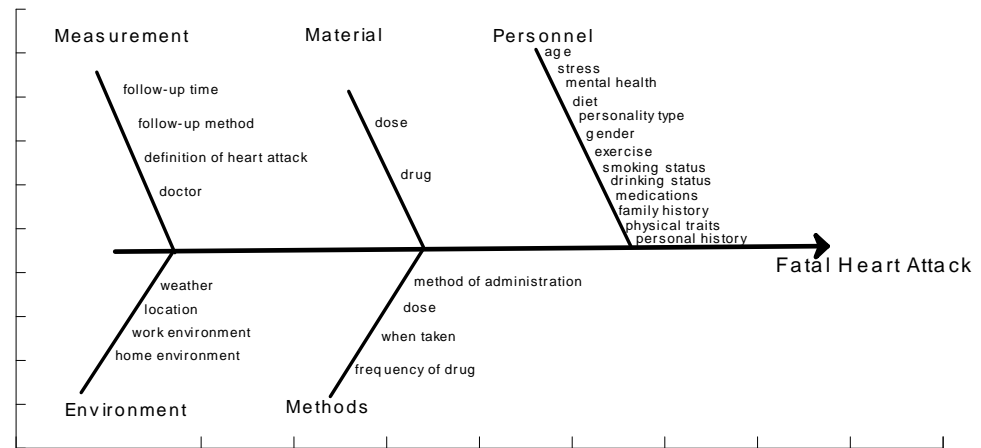 Measurement
Material
Personnel
age
stress
mental health
diet
personality type
gender
exercise
smoking status
drinking status
medications
family history
physical traits
personal history
follow-up time
follow-up method
definition of heart attack
doctor
dose
drug
Fatal Heart Attack
weather
location
work environment
home environment
Environment
method of administration
dose
when taken
frequency of drug
Methods